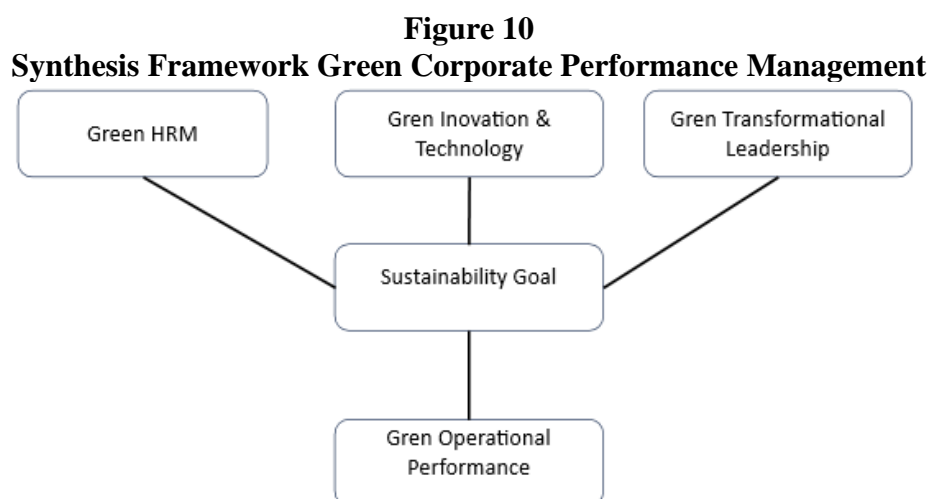 Figure 10
Synthesis Framework Green Corporate Performance Management
Green HRM
Gren Inovation &
Technology
Gren Transformational
Leadership
Sustainability Goal
Gren Operational
Performance